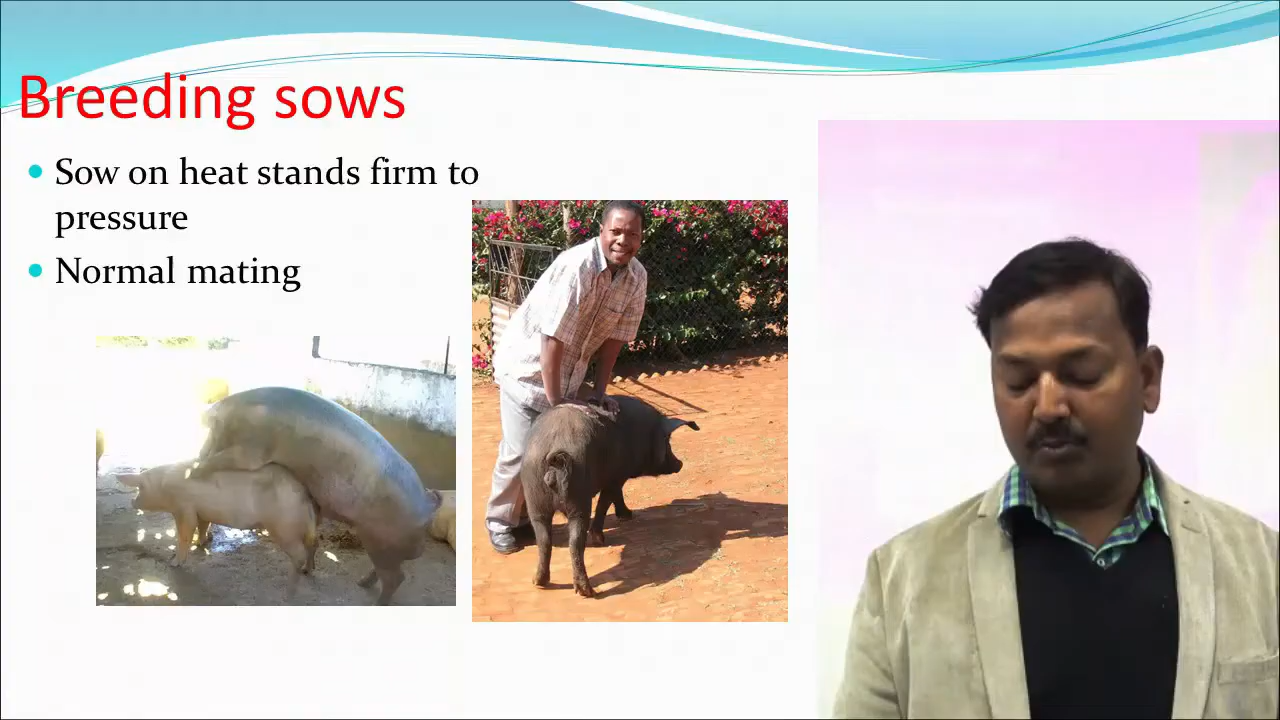 Breeding sows
Sow on heat stands firm to
pressure
Normal mating